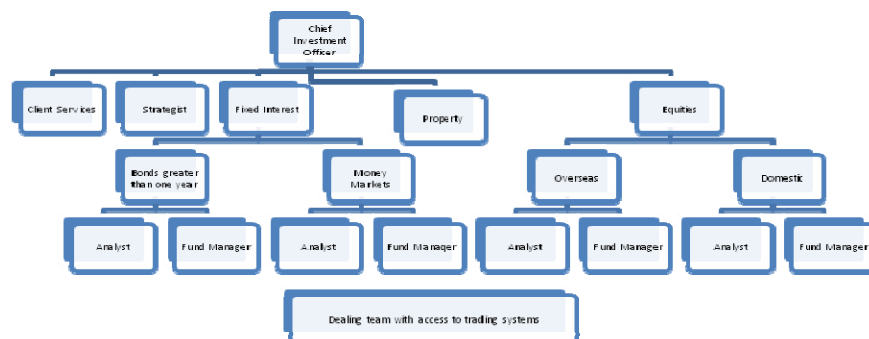 Chief
Investment
Officer
Client Services
Strategist
Fixed Interest
Property
Equities
Bonds greater
than one year
Money
Markets
Overseas
Domestic
Analyst
Fund Manager
Analyst
Fund Manager
Analyst
Fund Manager
Analyst
Fund Manager
Dealing team with access to trading systems